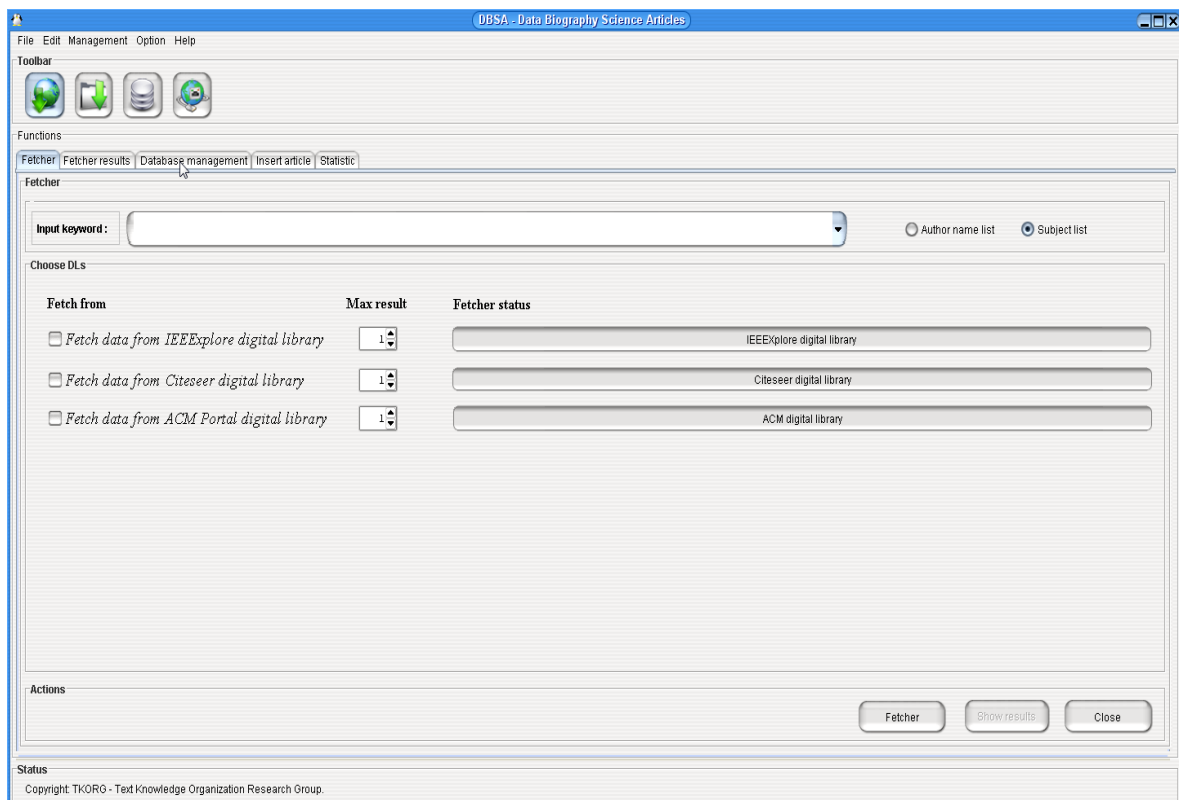 DBSA - Data Biography Science Articles
File Edit Management Option Help
Toolbar
Functions
Fetcher Fetcher results Database management Insert article Statistic
Fetcher
Input keyword : Author name list Subject list
Choose DLs
Fetch from Max result Fetcher status
Fetch data from IEEExplore digital library 1 IEEEXplore digital library
Fetch data from Citeseer digital library 1 Citeseer digital library
Fetch data from ACM Portal digital library 1 ACM digital library
Actions
Fetcher Show results Close
Status
Copyright: TKORG - Text Knowledge Organization Research Group.